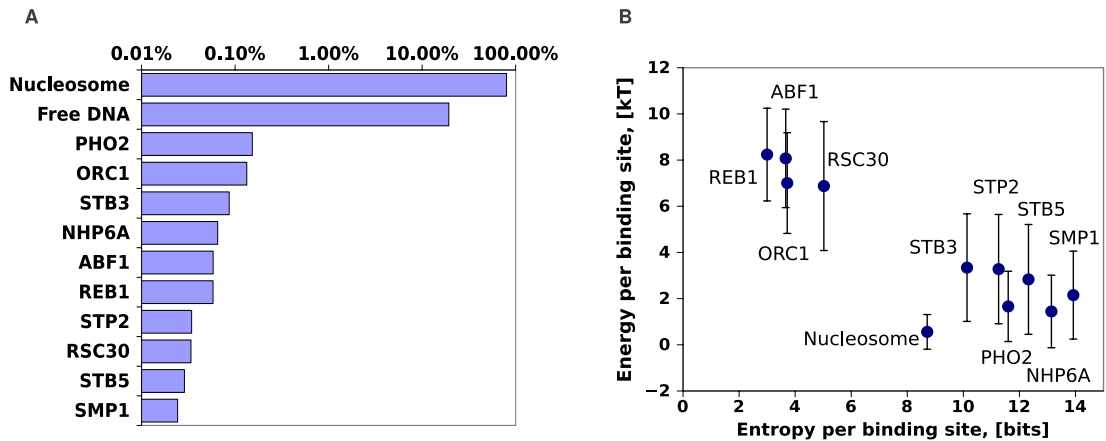 A
0.01% 0.10% 1.00% 10.00% 100.00%
Nucleosome
Free DNA
PHO2
ORC1
STB3
NHP6A
ABF1
REB1
STP2
RSC30
STB5
SMP1
B
Energy per binding site, [kT]
12
10
8
6
4
2
0
−2
ABF1
REB1
RSC30
ORC1
STP2
STB5
STB3
SMP1
Nucleosome
PHO2
NHP6A
0 2 4 6 8 10 12 14
Entropy per binding site, [bits]